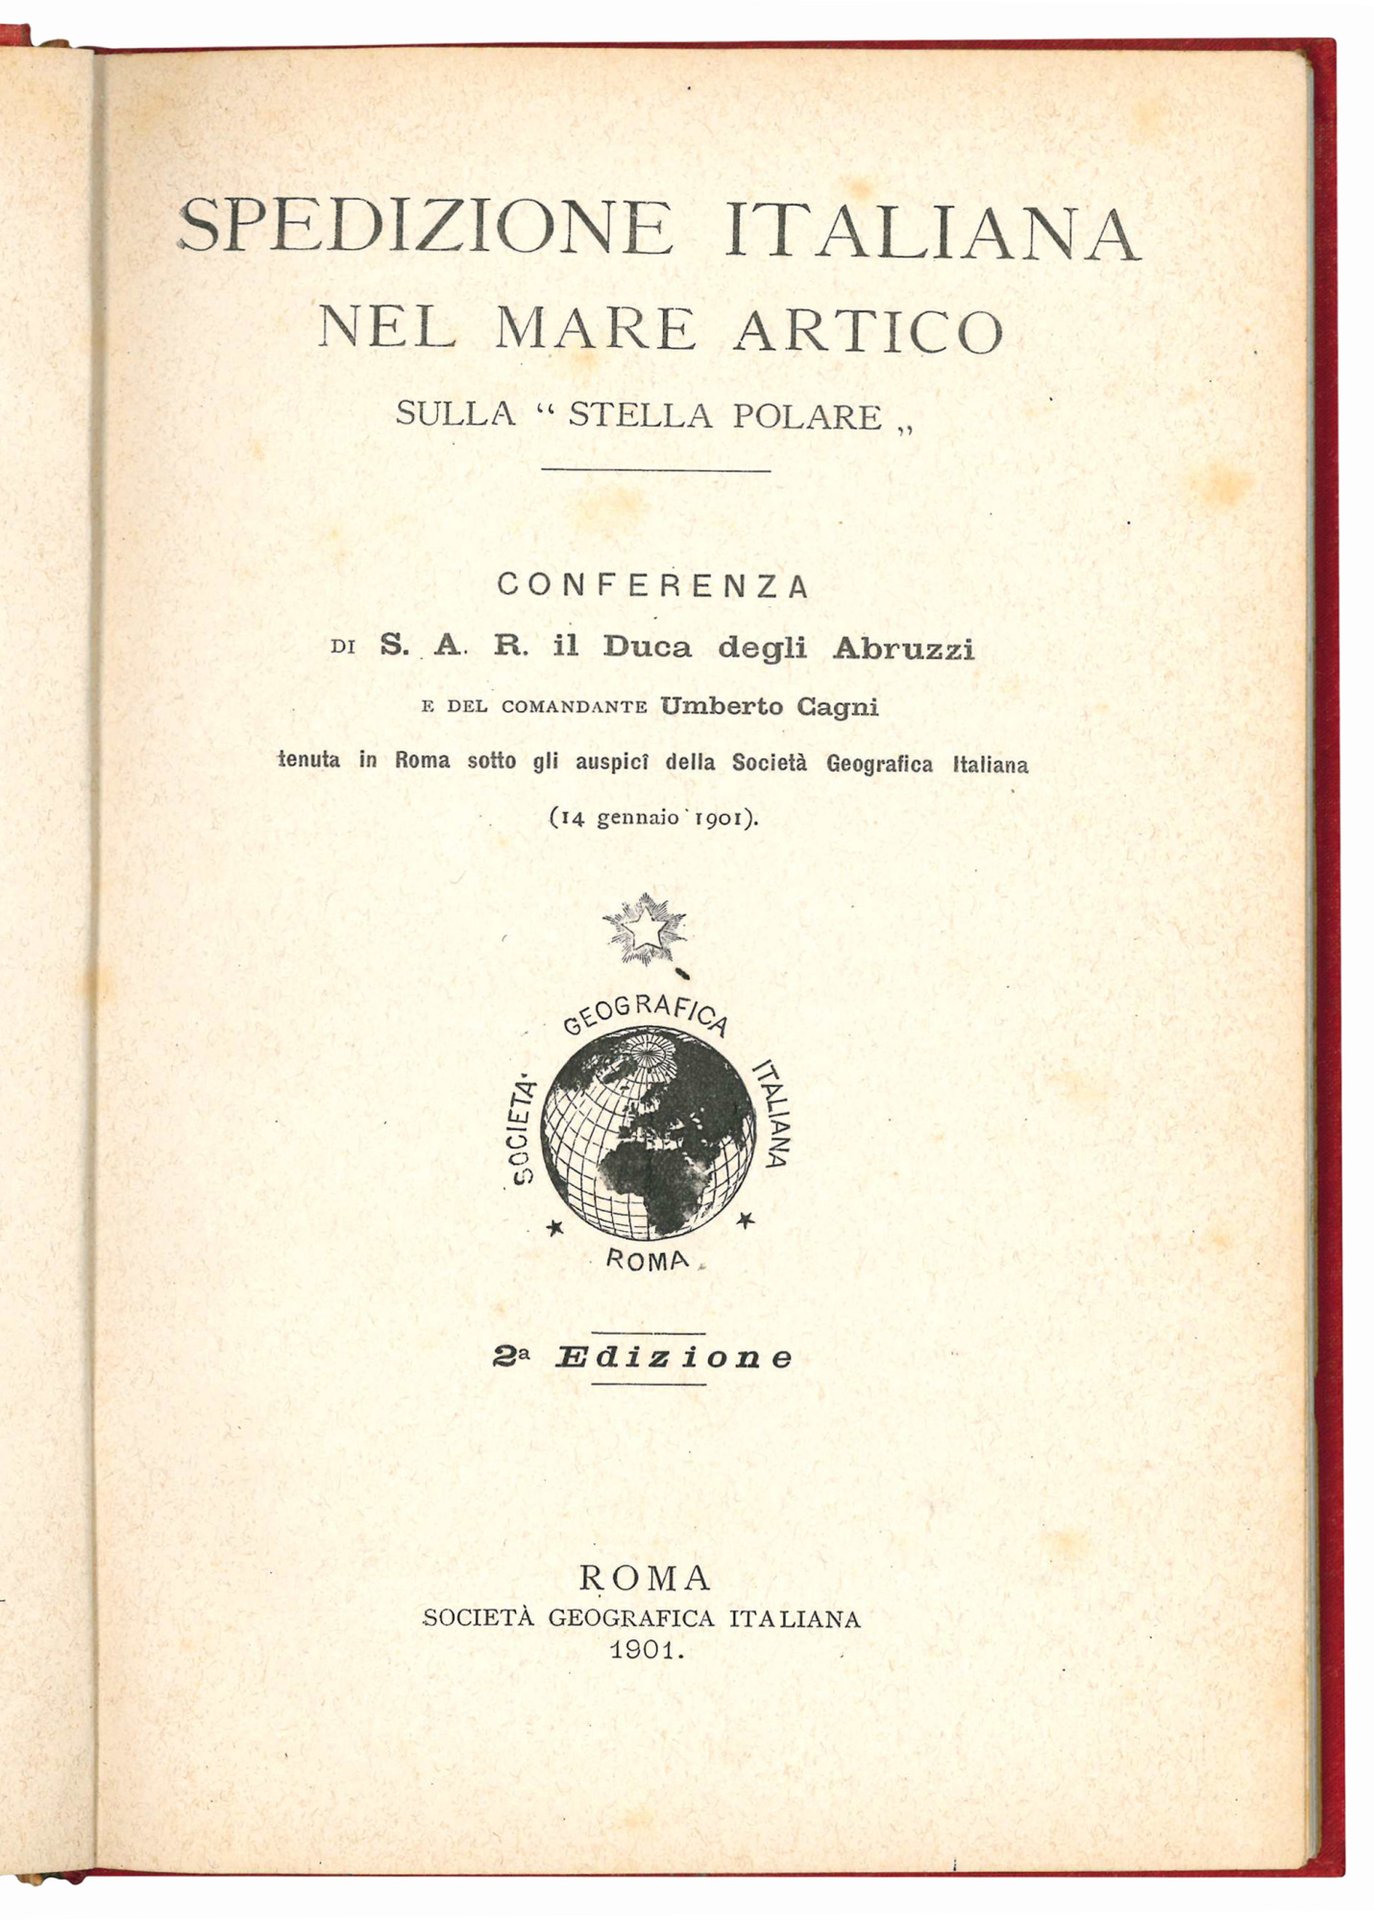 SPEDIZIONE ITALIANA
NEL MARE ARTICO
SULLA “ STELLA POLARE „
CONFERENZA
DI S. A. R. il Duca degli Abruzzi
E DEL COMANDANTE Umberto Cagni
tenuta in Roma sotto gli auspicî della Società Geografica Italiana
(14 gennaio 1901).
SOCIETA' GEOGRAFICA ITALIANA
ROMA
2ª Edizione
ROMA
SOCIETÀ GEOGRAFICA ITALIANA
1901.